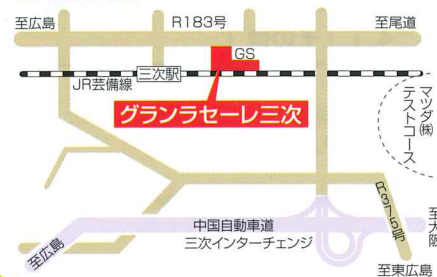 至広島
R183号
至尾道
GS
三次駅
JR芸備線
グランラセーレ三次
マツダ㈱
テストコース
R375号
中国自動車道
三次インターチェンジ
至大阪
至広島
至東広島